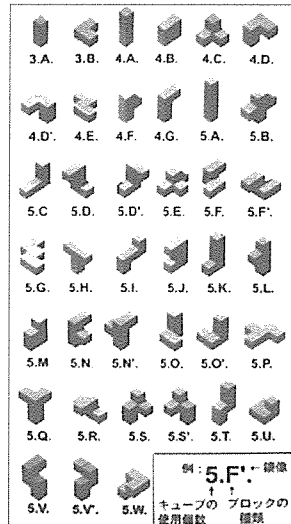 3.A. 3.B. 4.A. 4.B. 4.C. 4.D.
4.D'. 4.E. 4.F. 4.G. 5.A. 5.B.
5.C 5.D. 5.D'. 5.E. 5.F. 5.F'.
5.G. 5.H. 5.I. 5.J. 5.K. 5.L.
5.M 5.N 5.N'. 5.O. 5.O'. 5.P.
5.Q. 5.R. 5.S. 5.S'. 5.T. 5.U.
5.V. 5.V'. 5.W.
例:5.F'.←鏡像
↑ ↑
キューブの ブロックの
使用個数 種類